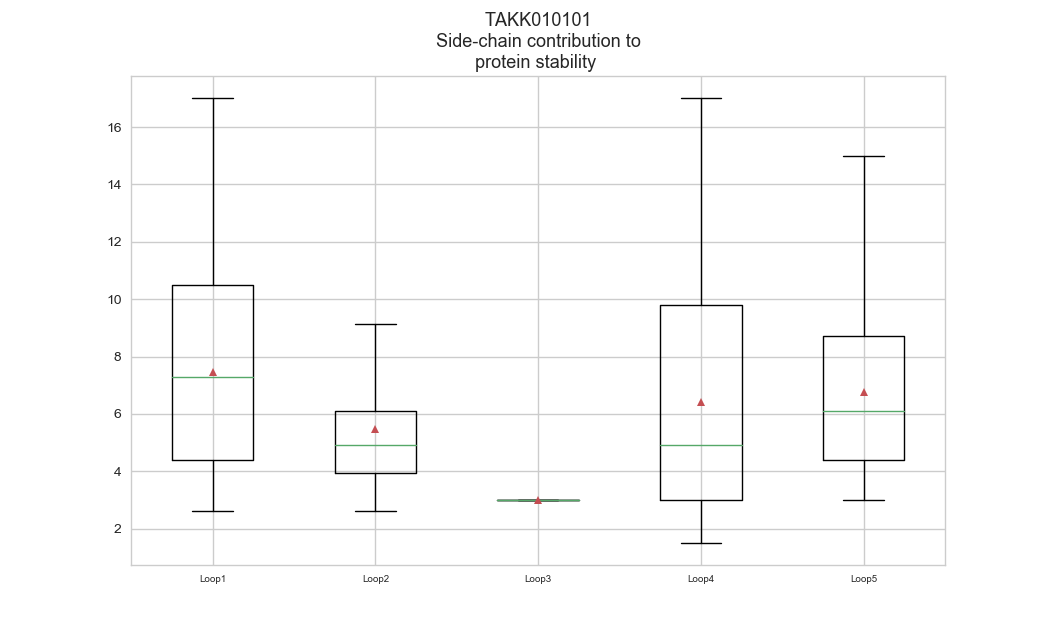 TAKK010101
Side-chain contribution to
protein stability
16
14
12
10
8
6
4
2
Loop1
Loop2
Loop3
Loop4
Loop5